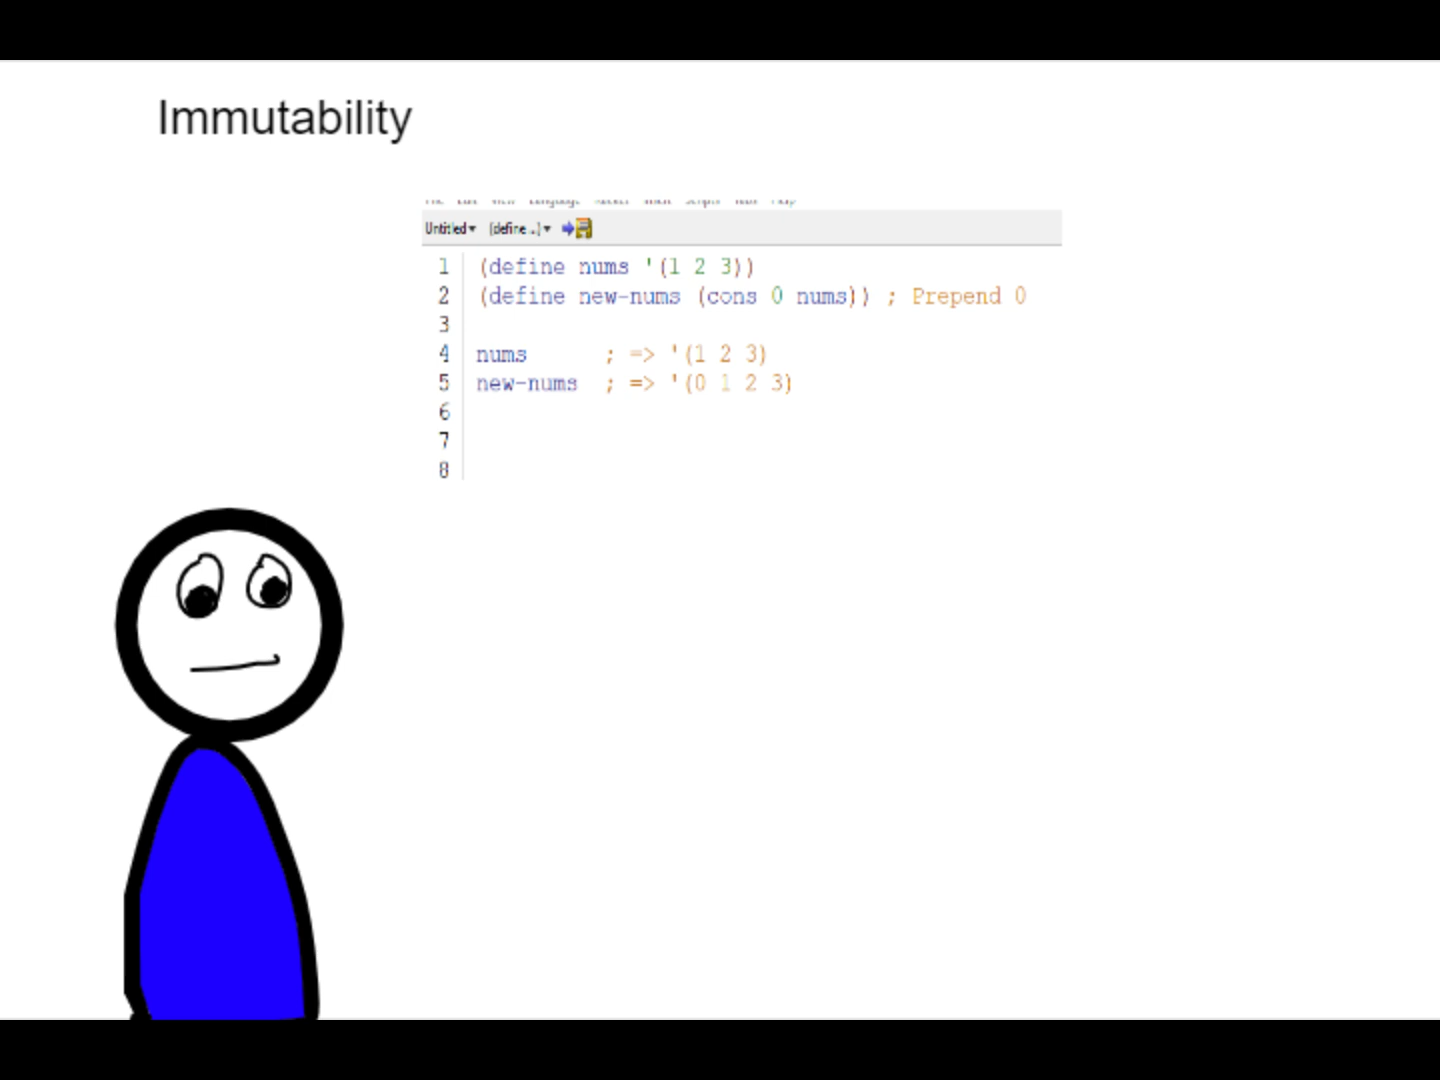 Immutability
Untitled (define...)
1 (define nums '(1 2 3))
2 (define new-nums (cons 0 nums)) ; Prepend 0
3
4 nums ; => '(1 2 3)
5 new-nums ; => '(0 1 2 3)
6
7
8